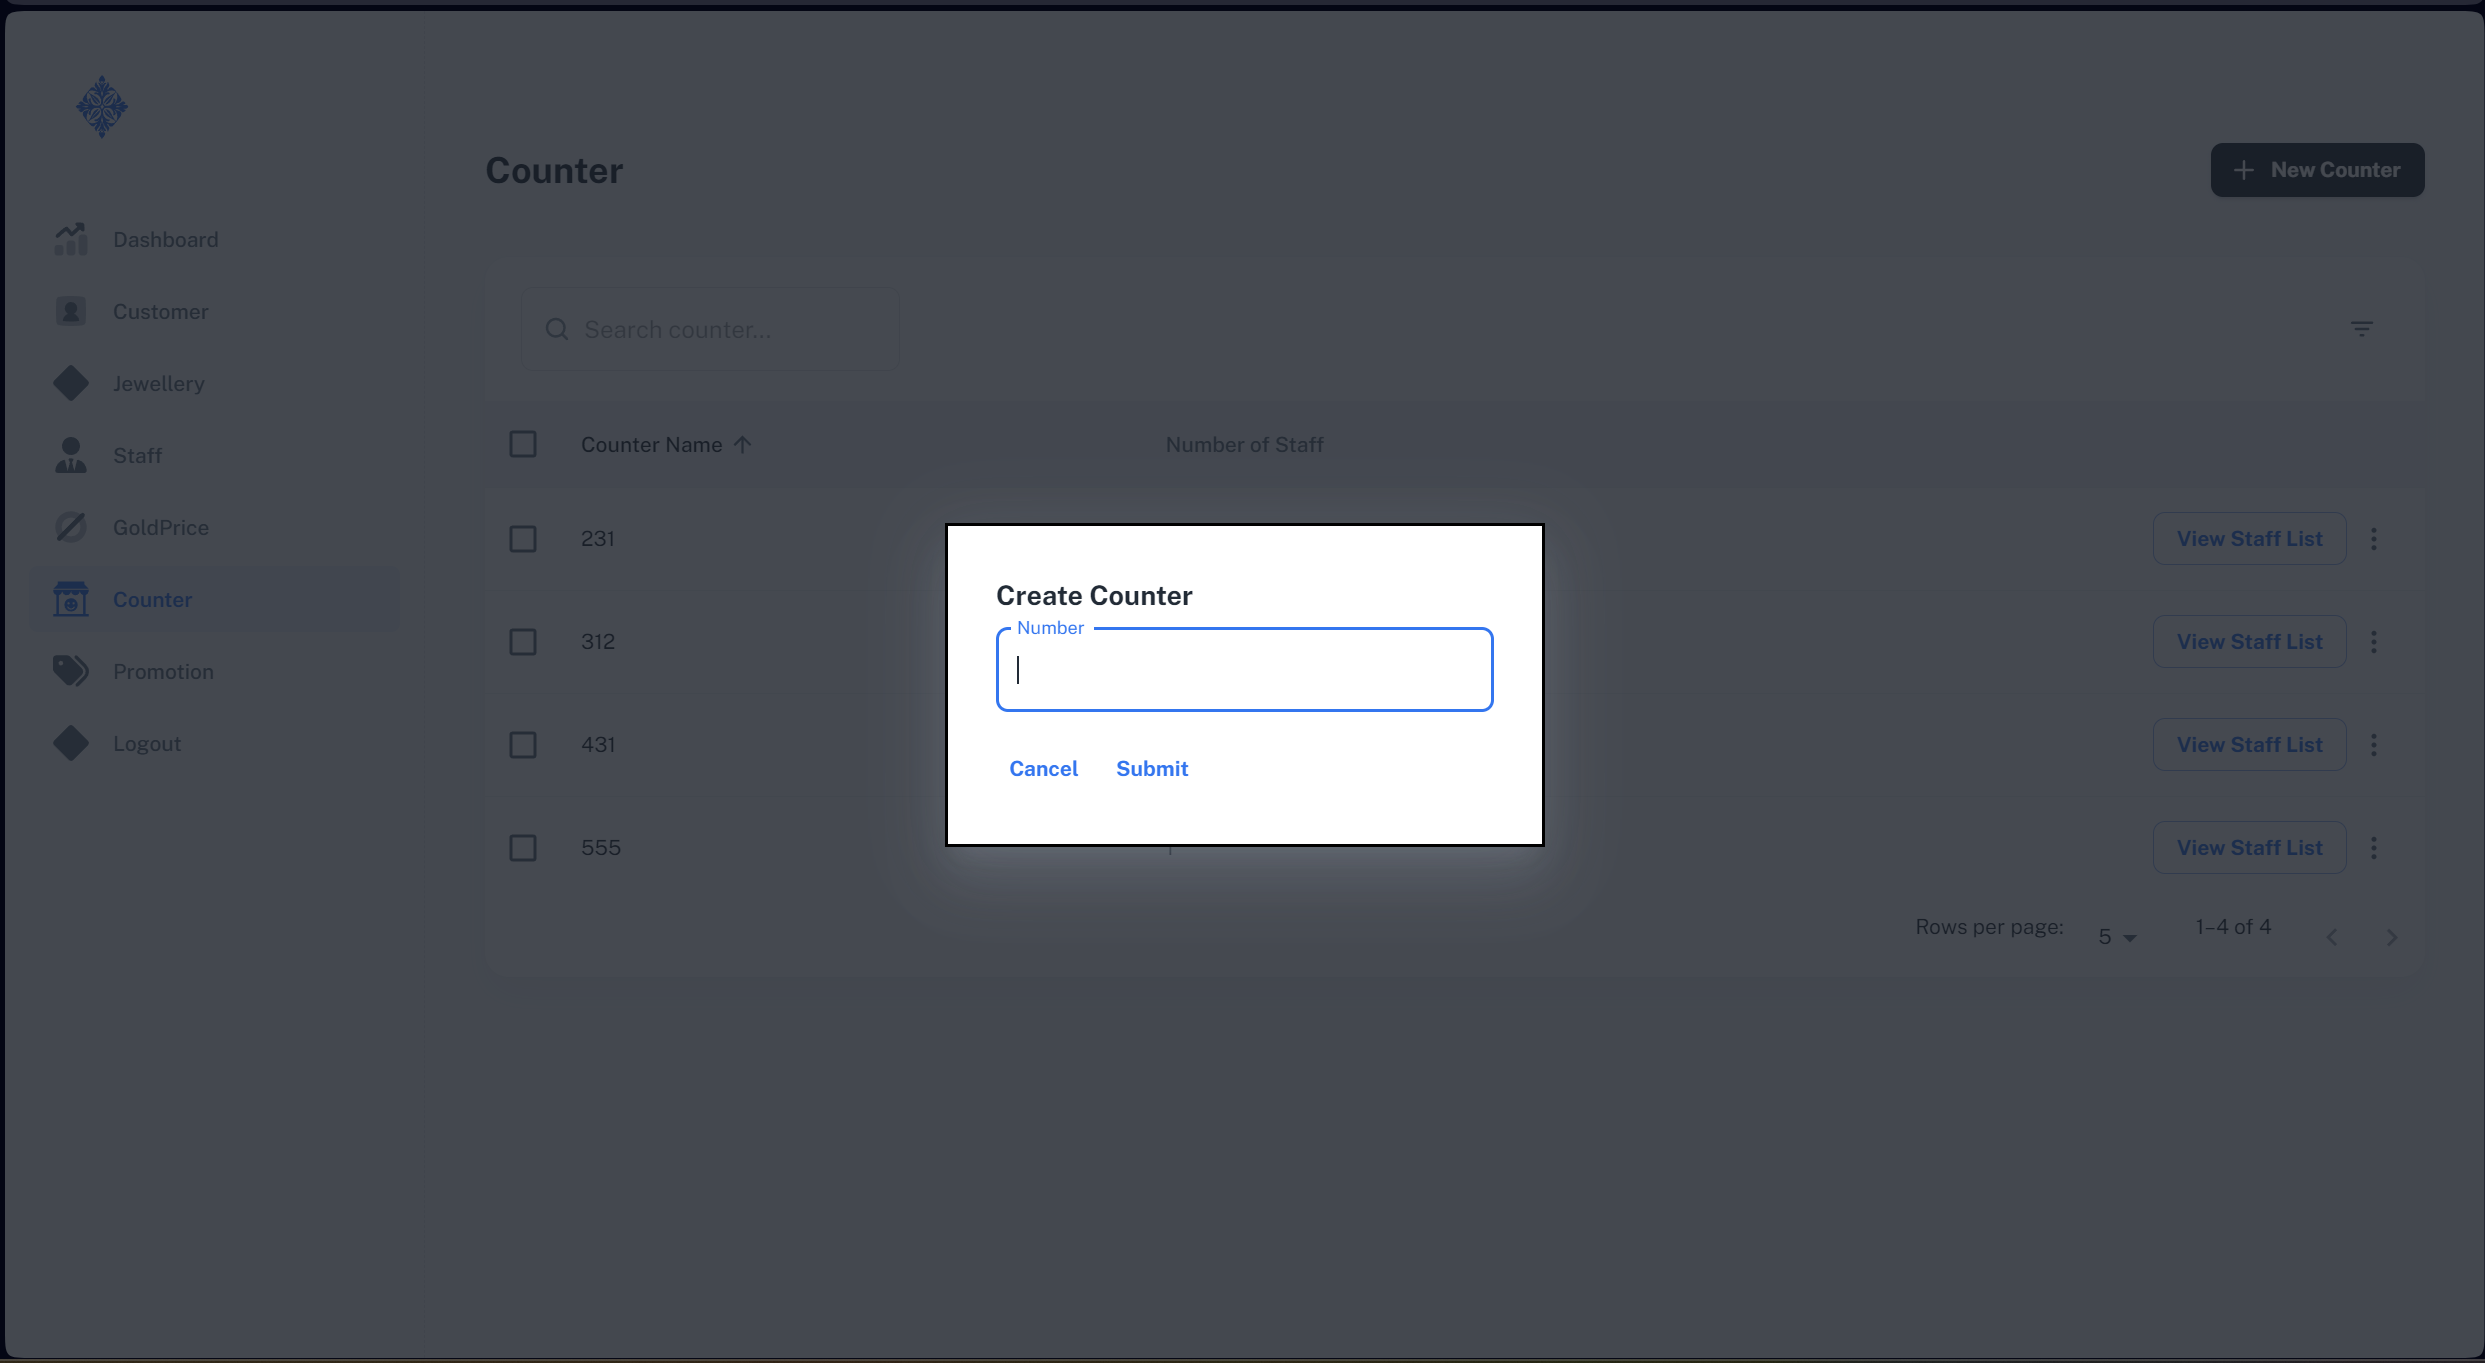 Counter
New Counter
Dashboard
Customer
Jewellery
Staff
GoldPrice
Counter
Promotion
Logout
Search counter...
Counter Name
Number of Staff
231
View Staff List
312
View Staff List
431
View Staff List
555
View Staff List
Create Counter
Number
Cancel
Submit
Rows per page:
5
1–4 of 4